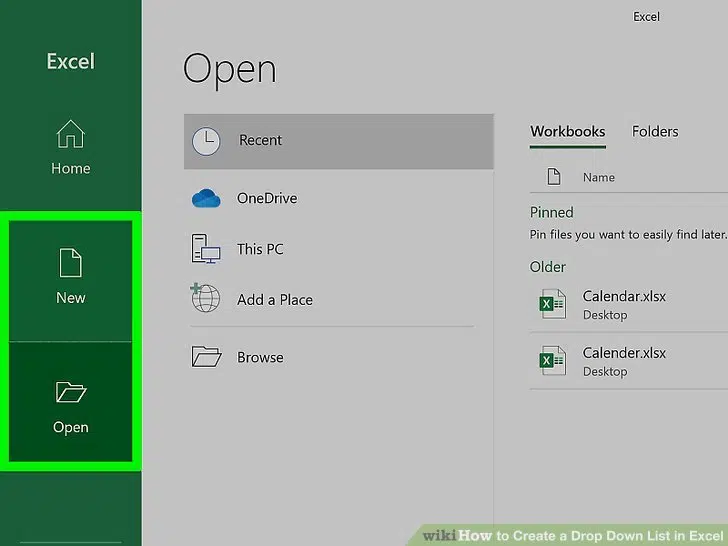 Excel
Excel
Open
Home
New
Open
Recent
OneDrive
This PC
Add a Place
Browse
Workbooks Folders
Name
Pinned
Pin files you want to easily find later.
Older
Calendar.xlsx
Desktop
Calender.xlsx
Desktop
wikiHow to Create a Drop Down List in Excel